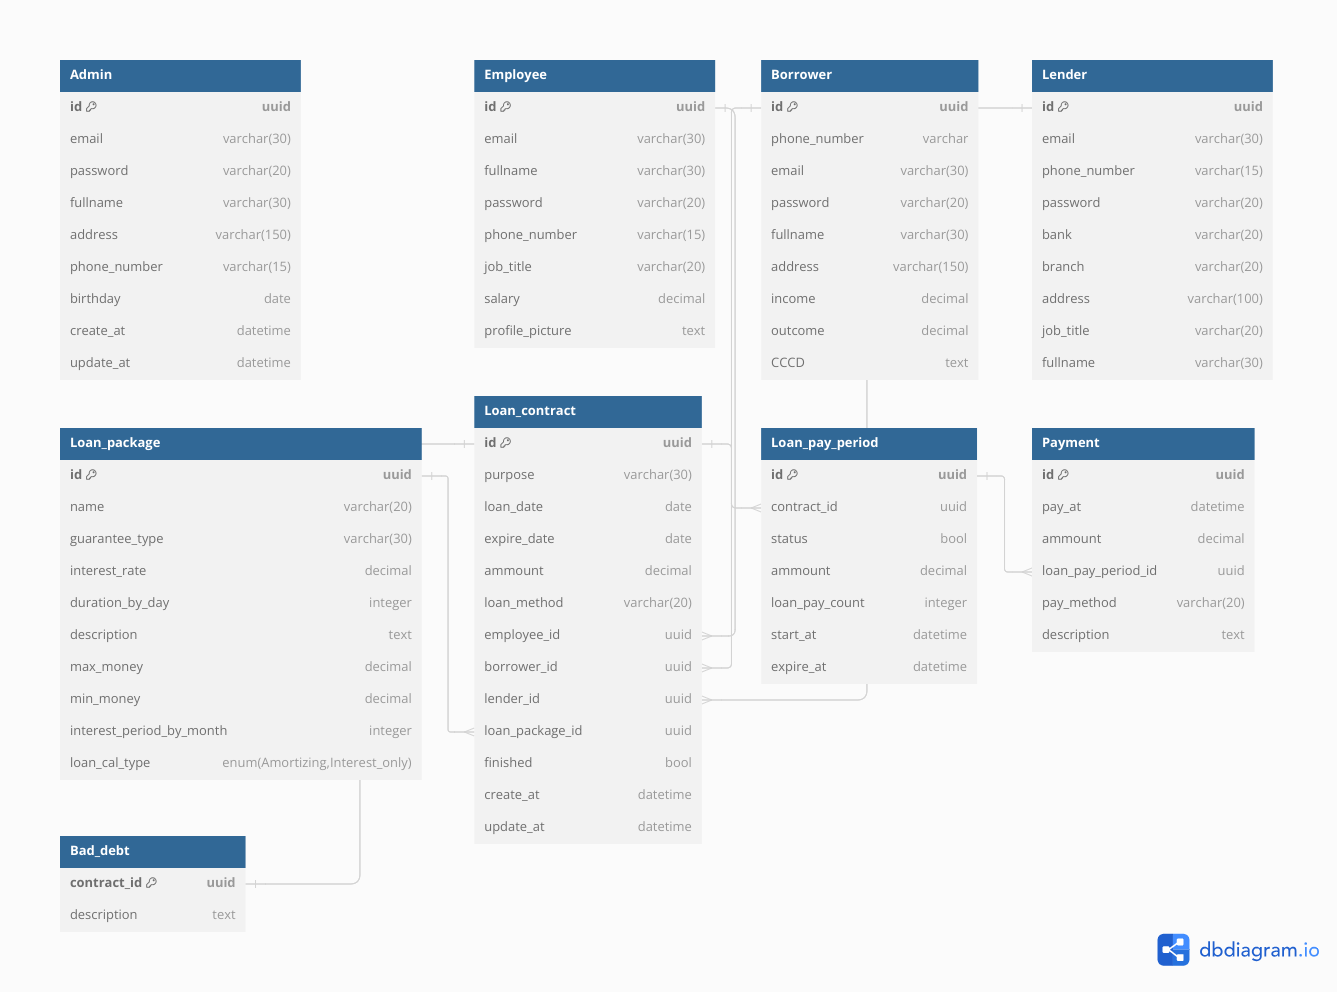 Admin
id uuid
email varchar(30)
password varchar(20)
fullname varchar(30)
address varchar(150)
phone_number varchar(15)
birthday date
create_at datetime
update_at datetime
Employee
id uuid
email varchar(30)
fullname varchar(30)
password varchar(20)
phone_number varchar(15)
job_title varchar(20)
salary decimal
profile_picture text
Borrower
id uuid
phone_number varchar
email varchar(30)
password varchar(20)
fullname varchar(30)
address varchar(150)
income decimal
outcome decimal
CCCD text
Lender
id uuid
email varchar(30)
phone_number varchar(15)
password varchar(20)
bank varchar(20)
branch varchar(20)
address varchar(100)
job_title varchar(20)
fullname varchar(30)
Loan_package
id uuid
name varchar(20)
guarantee_type varchar(30)
interest_rate decimal
duration_by_day integer
description text
max_money decimal
min_money decimal
interest_period_by_month integer
loan_cal_type enum(Amortizing,Interest_only)
Loan_contract
id uuid
purpose varchar(30)
loan_date date
expire_date date
ammount decimal
loan_method varchar(20)
employee_id uuid
borrower_id uuid
lender_id uuid
loan_package_id uuid
finished bool
create_at datetime
update_at datetime
Loan_pay_period
id uuid
contract_id uuid
status bool
ammount decimal
loan_pay_count integer
start_at datetime
expire_at datetime
Payment
id uuid
pay_at datetime
ammount decimal
loan_pay_period_id uuid
pay_method varchar(20)
description text
Bad_debt
contract_id uuid
description text
dbdiagram.io